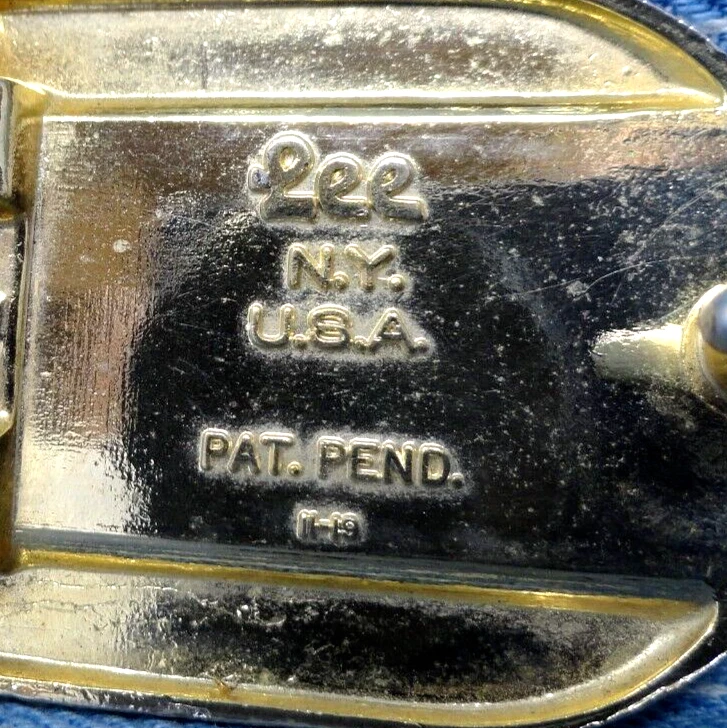 Lee
N.Y.
U.S.A.
PAT. PEND.
11-19